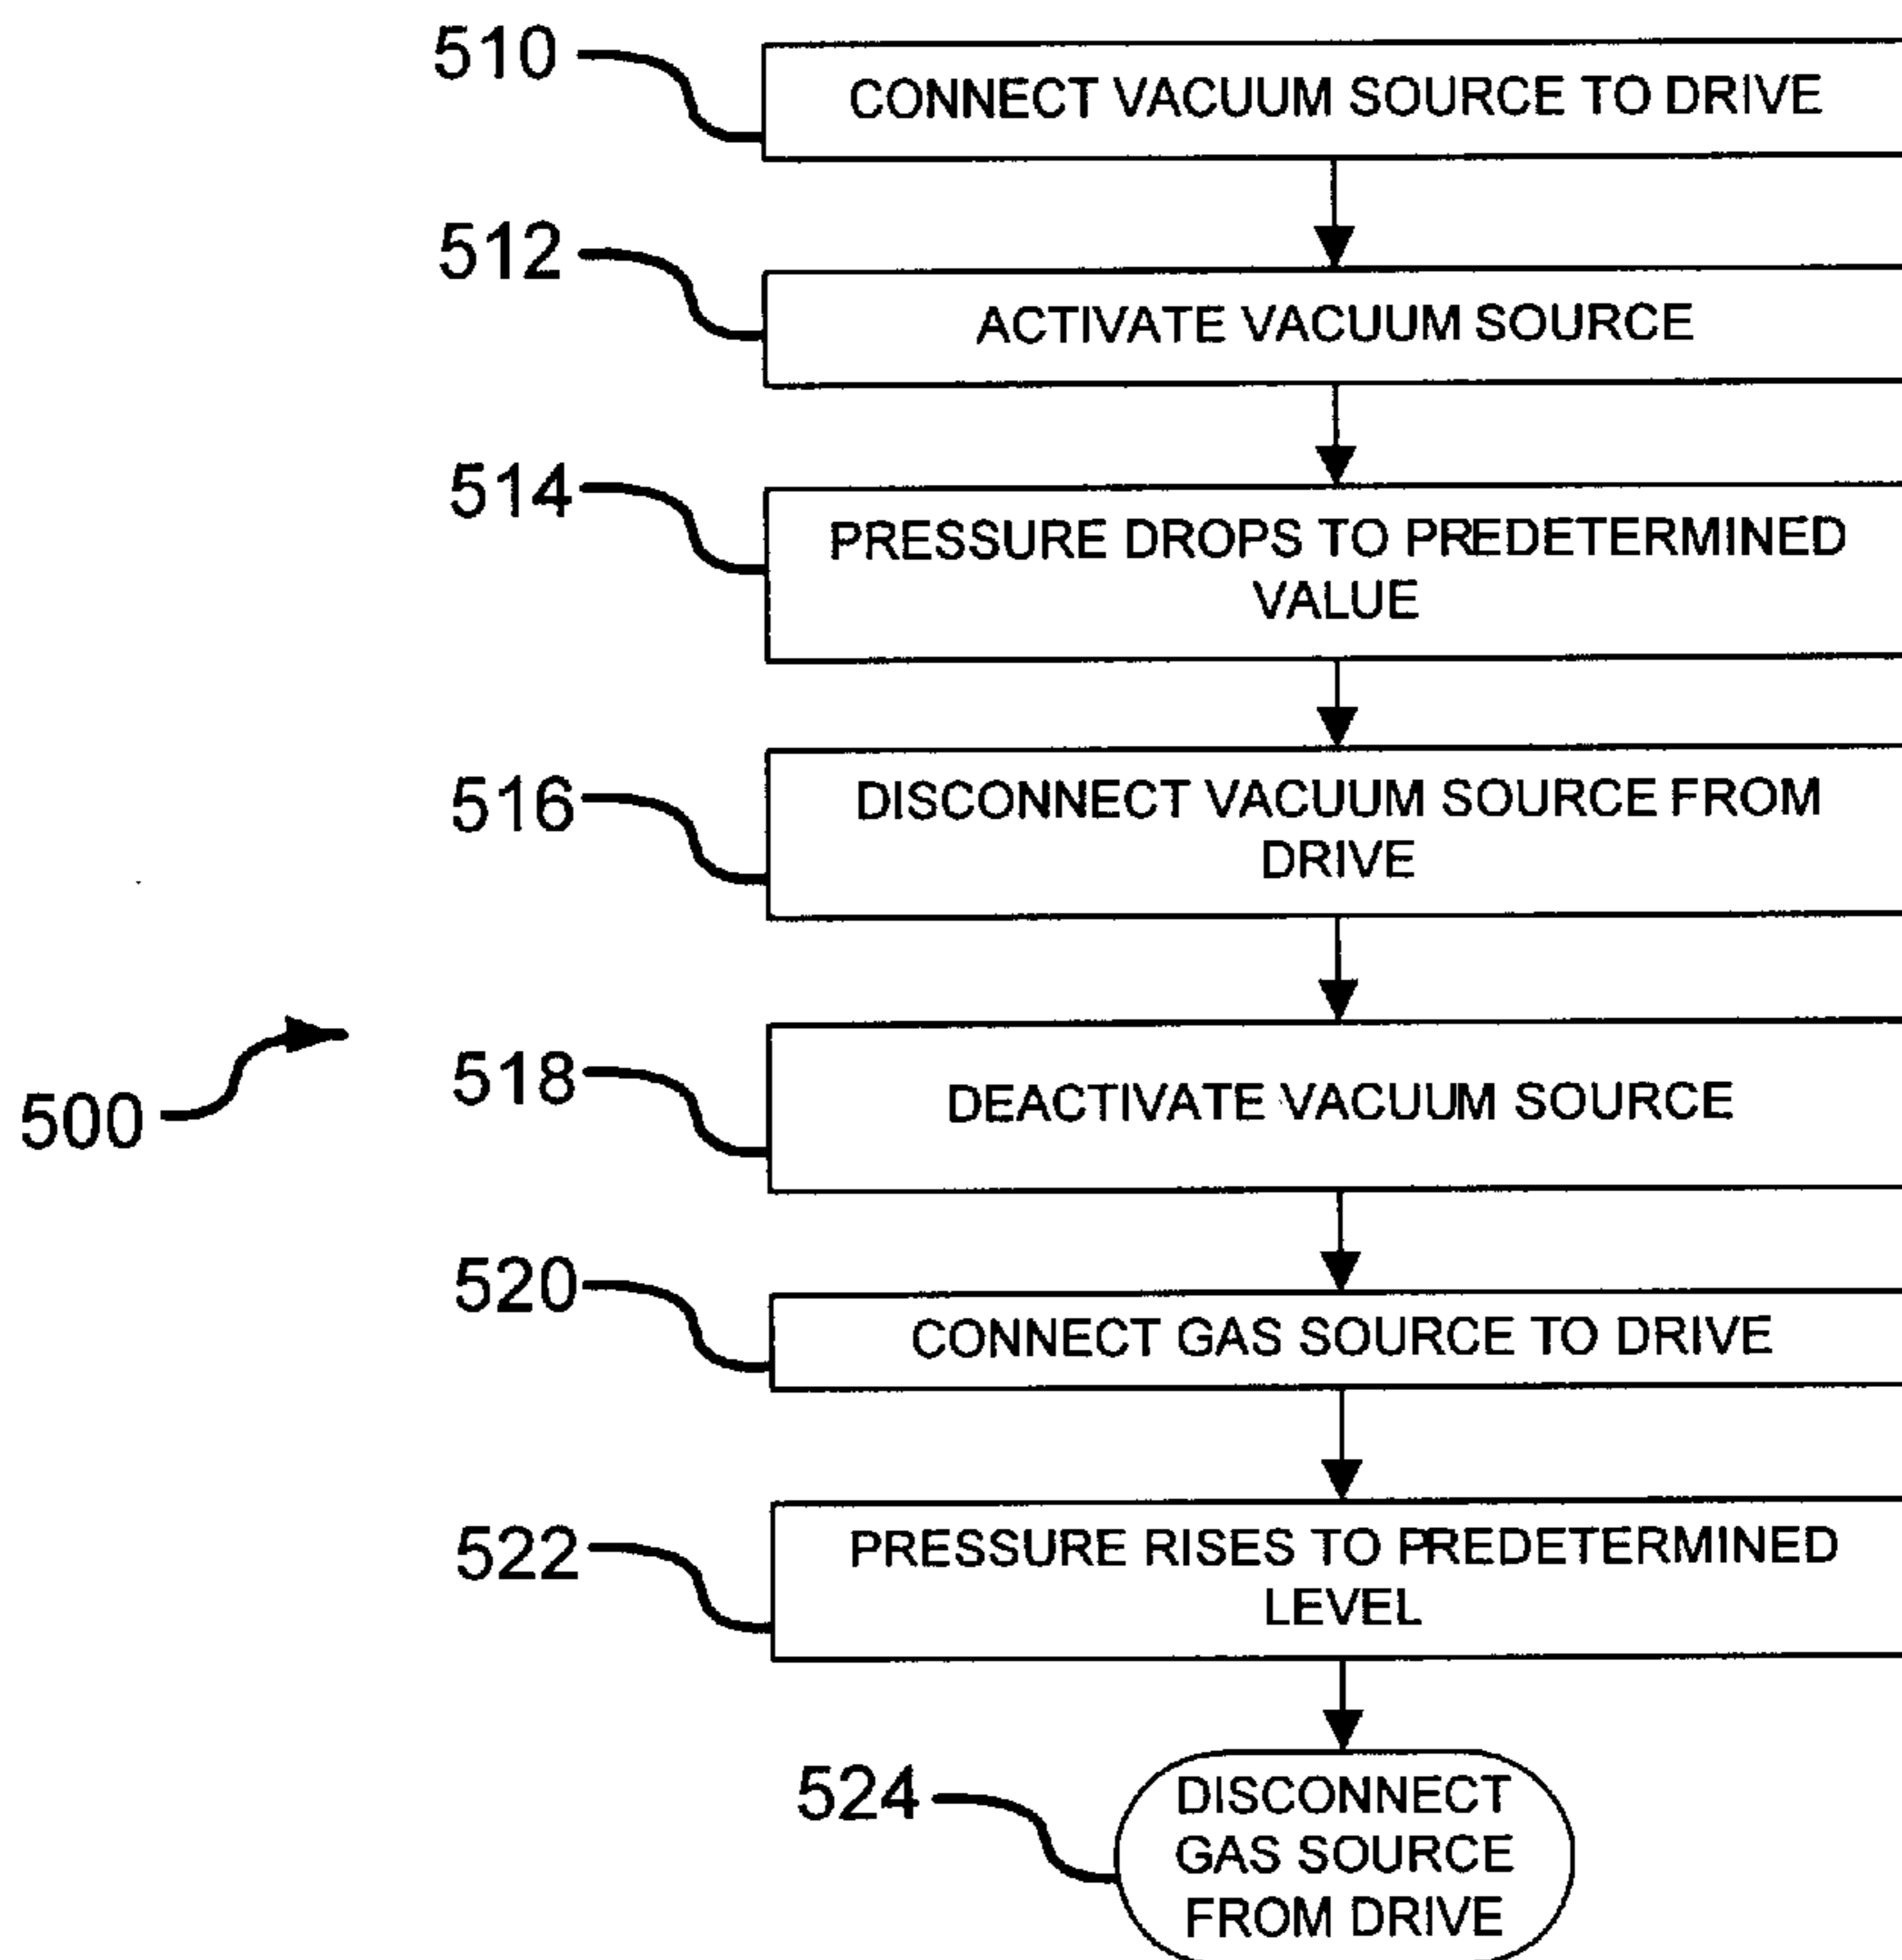 510
CONNECT VACUUM SOURCE TO DRIVE
512
ACTIVATE VACUUM SOURCE
514
PRESSURE DROPS TO PREDETERMINED
VALUE
516
DISCONNECT VACUUM SOURCE FROM
DRIVE
500
518
DEACTIVATE VACUUM SOURCE
520
CONNECT GAS SOURCE TO DRIVE
522
PRESSURE RISES TO PREDETERMINED
LEVEL
524
DISCONNECT
GAS SOURCE
FROM DRIVE